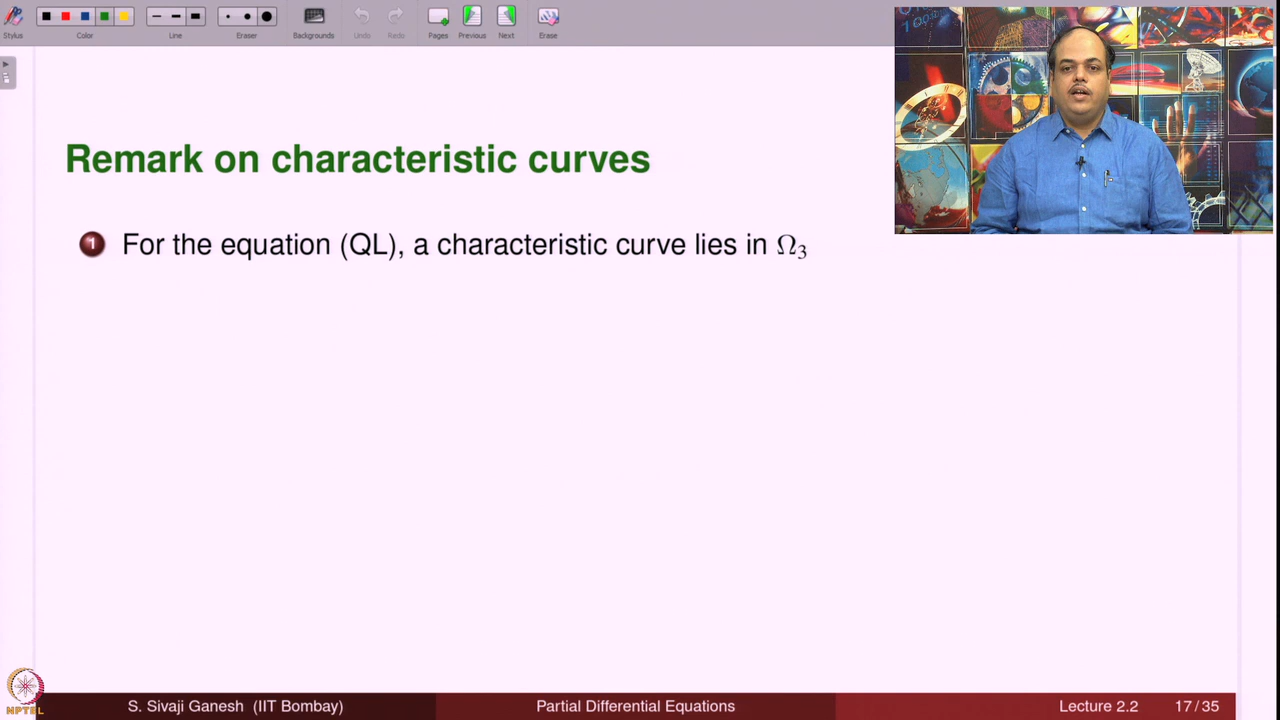 Stylus
Color
Line
Eraser
Backgrounds
Undo
Redo
Pages
Previous
Next
Erase
Remark on characteristic curves
1 For the equation (QL), a characteristic curve lies in Ω₃
NPTEL
S. Sivaji Ganesh (IIT Bombay)
Partial Differential Equations
Lecture 2.2
17/35